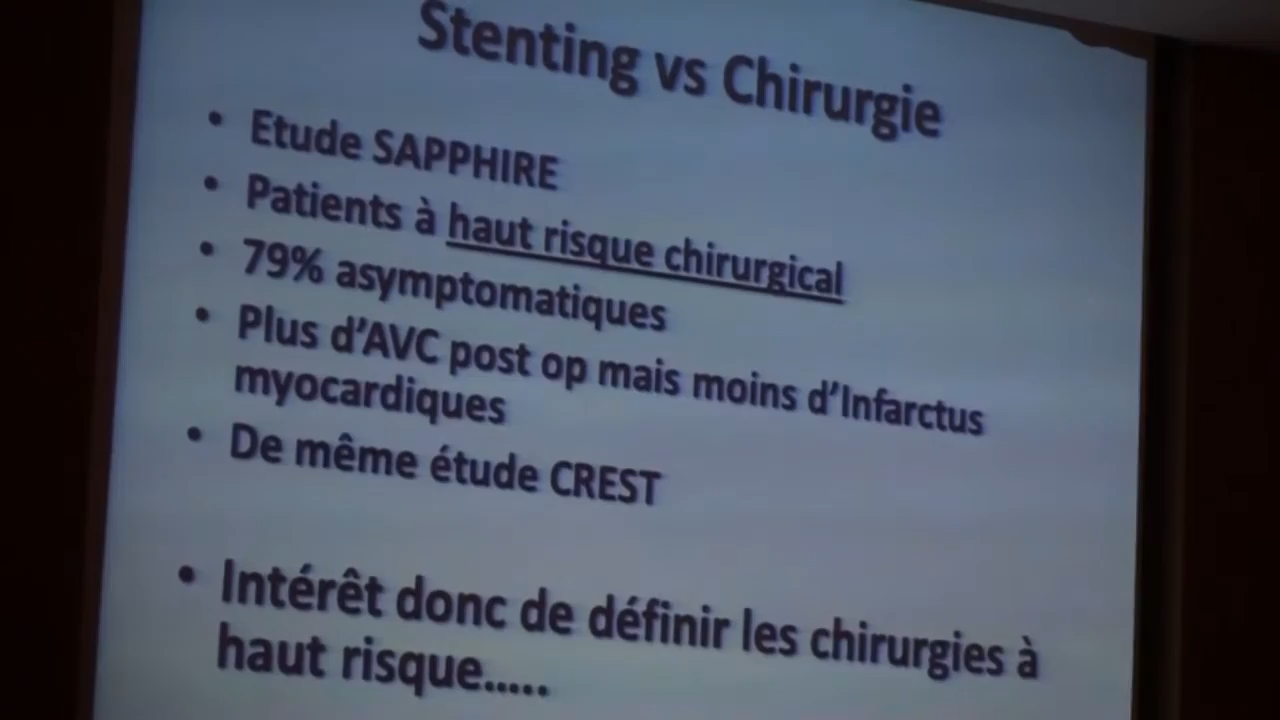 Stenting vs Chirurgie
• Etude SAPPHIRE
• Patients à haut risque chirurgical
• 79% asymptomatiques
• Plus d’AVC post op mais moins d’Infarctus
myocardiques
• De même étude CREST
• Intérêt donc de définir les chirurgies à
haut risque.....